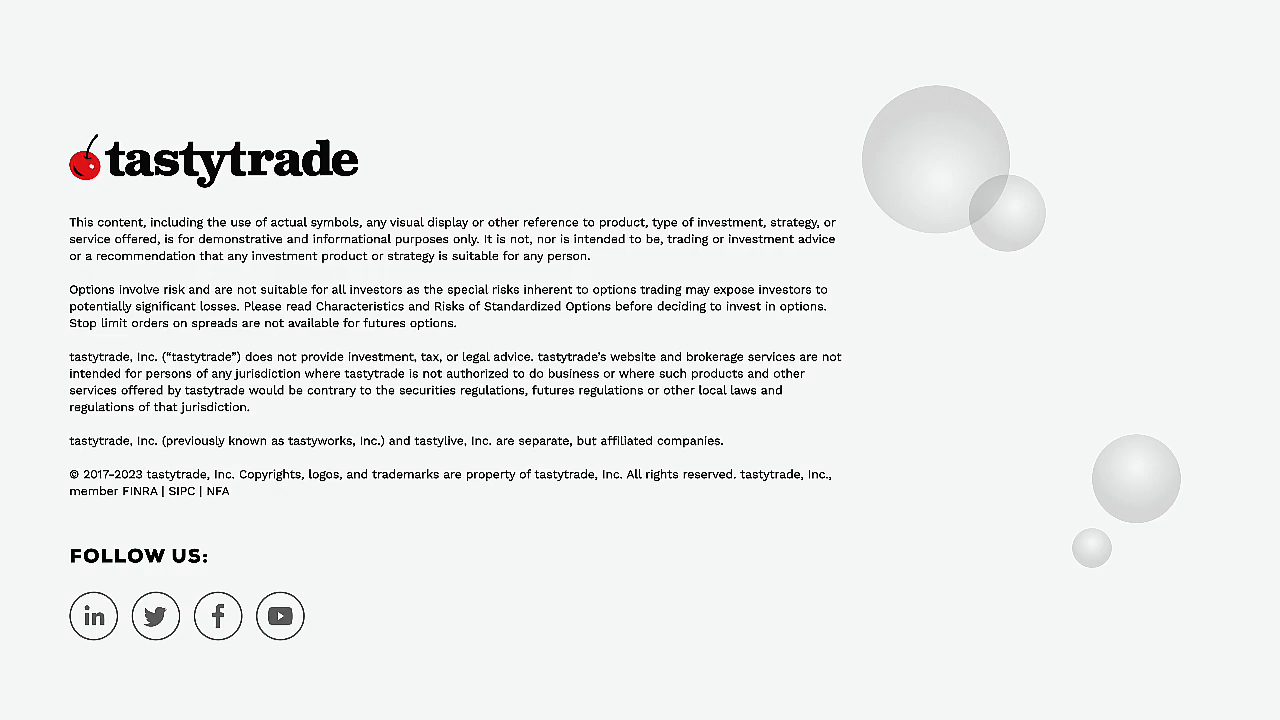 tastytrade
This content, including the use of actual symbols, any visual display or other reference to product, type of investment, strategy, or
service offered, is for demonstrative and informational purposes only. It is not, nor is intended to be, trading or investment advice
or a recommendation that any investment product or strategy is suitable for any person.
Options involve risk and are not suitable for all investors as the special risks inherent to options trading may expose investors to
potentially significant losses. Please read Characteristics and Risks of Standardized Options before deciding to invest in options.
Stop limit orders on spreads are not available for futures options.
tastytrade, Inc. (“tastytrade”) does not provide investment, tax, or legal advice. tastytrade’s website and brokerage services are not
intended for persons of any jurisdiction where tastytrade is not authorized to do business or where such products and other
services offered by tastytrade would be contrary to the securities regulations, futures regulations or other local laws and
regulations of that jurisdiction.
tastytrade, Inc. (previously known as tastyworks, Inc.) and tastylive, Inc. are separate, but affiliated companies.
© 2017-2023 tastytrade, Inc. Copyrights, logos, and trademarks are property of tastytrade, Inc. All rights reserved. tastytrade, Inc.,
member FINRA | SIPC | NFA
FOLLOW US:
in f